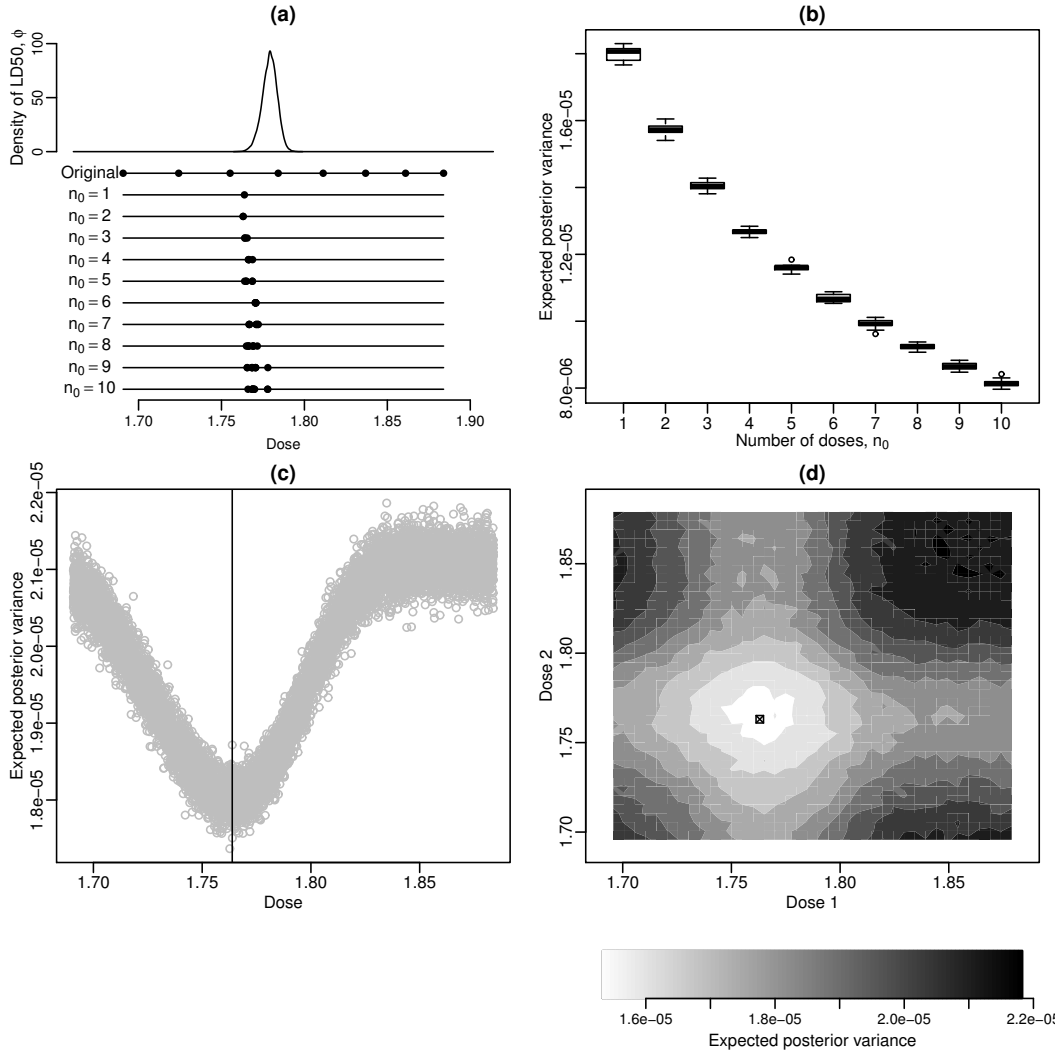 (a)
Density of LD50, ϕ
0 50 100
Original
n₀ = 1
n₀ = 2
n₀ = 3
n₀ = 4
n₀ = 5
n₀ = 6
n₀ = 7
n₀ = 8
n₀ = 9
n₀ = 10
1.70 1.75 1.80 1.85 1.90
Dose
(b)
Expected posterior variance
8.0e−06 1.2e−05 1.6e−05
1 2 3 4 5 6 7 8 9 10
Number of doses, n₀
(c)
Expected posterior variance
1.8e−05 1.9e−05 2.0e−05 2.1e−05 2.2e−05
1.70 1.75 1.80 1.85
Dose
(d)
Dose 2
1.70 1.75 1.80 1.85
1.70 1.75 1.80 1.85
Dose 1
1.6e−05 1.8e−05 2.0e−05 2.2e−05
Expected posterior variance